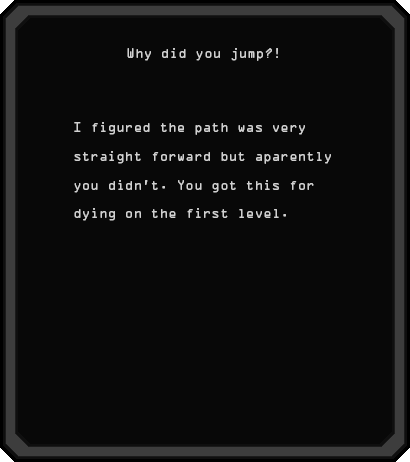 Why did you jump?!
I figured the path was very
straight forward but aparently
you didn't. You got this for
dying on the first level.